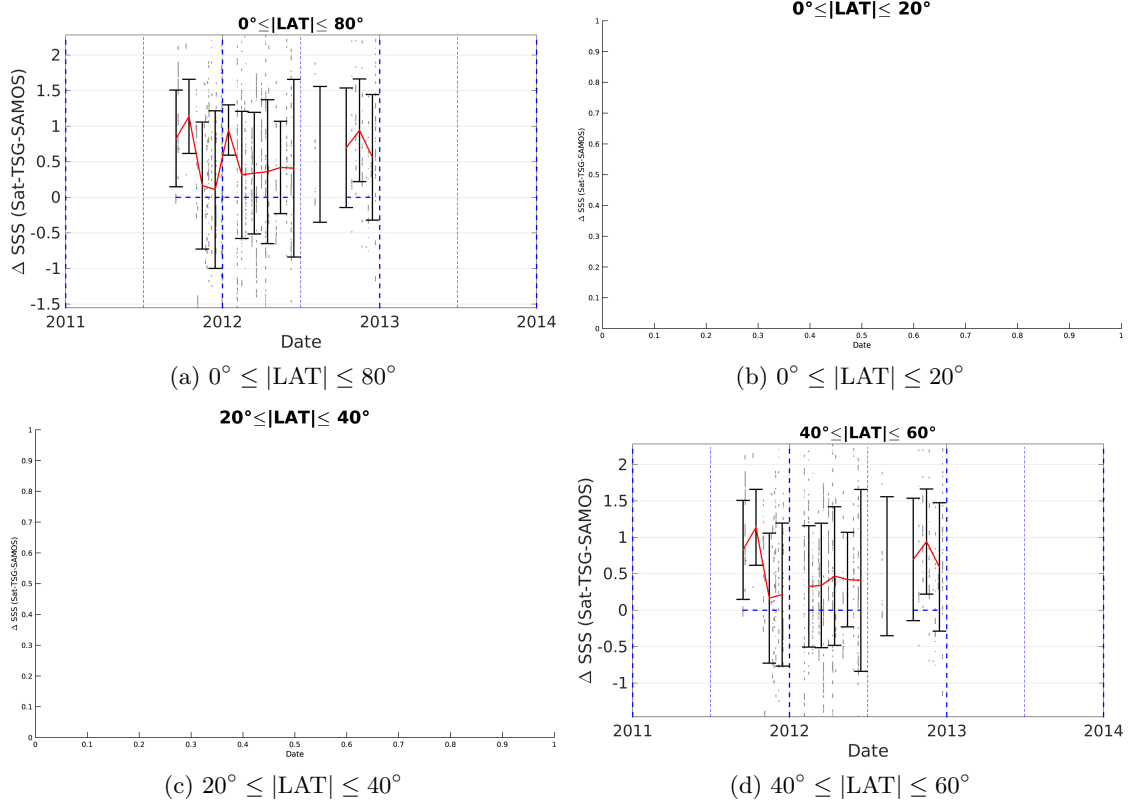 0°≤|LAT|≤ 80°
Δ SSS (Sat-TSG-SAMOS)
2
1.5
1
0.5
0
-0.5
-1
-1.5
2011 2012 2013 2014
Date
(a) 0° ≤ |LAT| ≤ 80°
0°≤|LAT|≤ 20°
Δ SSS (Sat-TSG-SAMOS)
1
0.9
0.8
0.7
0.6
0.5
0.4
0.3
0.2
0.1
0
0 0.1 0.2 0.3 0.4 0.5 0.6 0.7 0.8 0.9 1
Date
(b) 0° ≤ |LAT| ≤ 20°
20°≤|LAT|≤ 40°
Δ SSS (Sat-TSG-SAMOS)
1
0.9
0.8
0.7
0.6
0.5
0.4
0.3
0.2
0.1
0
0 0.1 0.2 0.3 0.4 0.5 0.6 0.7 0.8 0.9 1
Date
(c) 20° ≤ |LAT| ≤ 40°
40°≤|LAT|≤ 60°
Δ SSS (Sat-TSG-SAMOS)
2
1.5
1
0.5
0
-0.5
-1
2011 2012 2013 2014
Date
(d) 40° ≤ |LAT| ≤ 60°